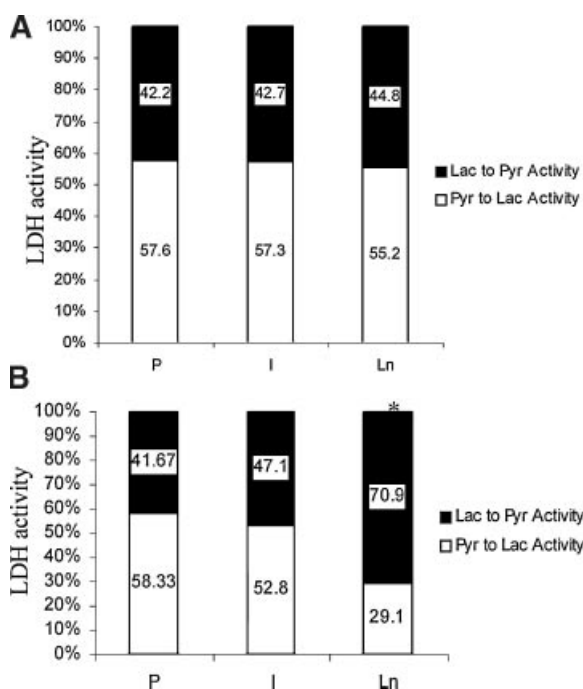 A
LDH activity
100%
90%
80%
70%
60%
50%
40%
30%
20%
10%
0%
42.2 42.7 44.8
57.6 57.3 55.2
P I Ln
Lac to Pyr Activity
Pyr to Lac Activity
B
LDH activity
100%
90%
80%
70%
60%
50%
40%
30%
20%
10%
0%
*
41.67 47.1 70.9
58.33 52.8 29.1
P I Ln
Lac to Pyr Activity
Pyr to Lac Activity